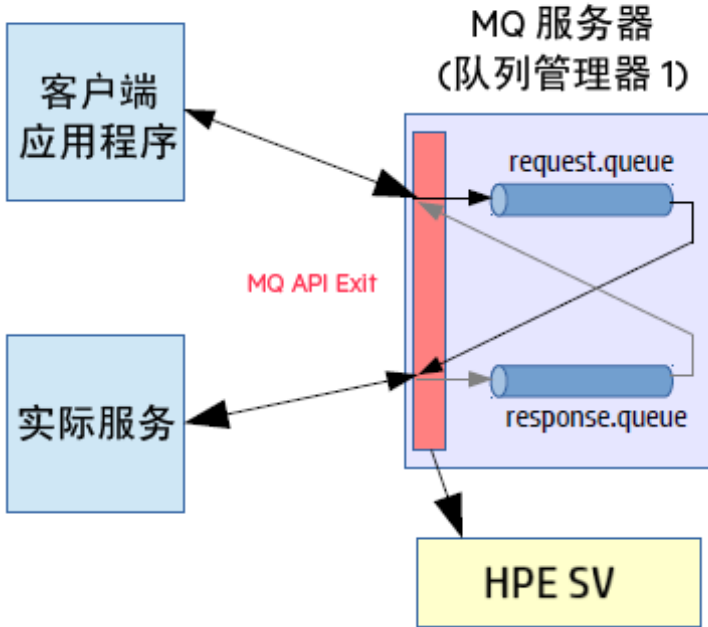 MQ 服务器
(队列管理器 1)
客户端
应用程序
request.queue
MQ API Exit
实际服务
response.queue
HPE SV